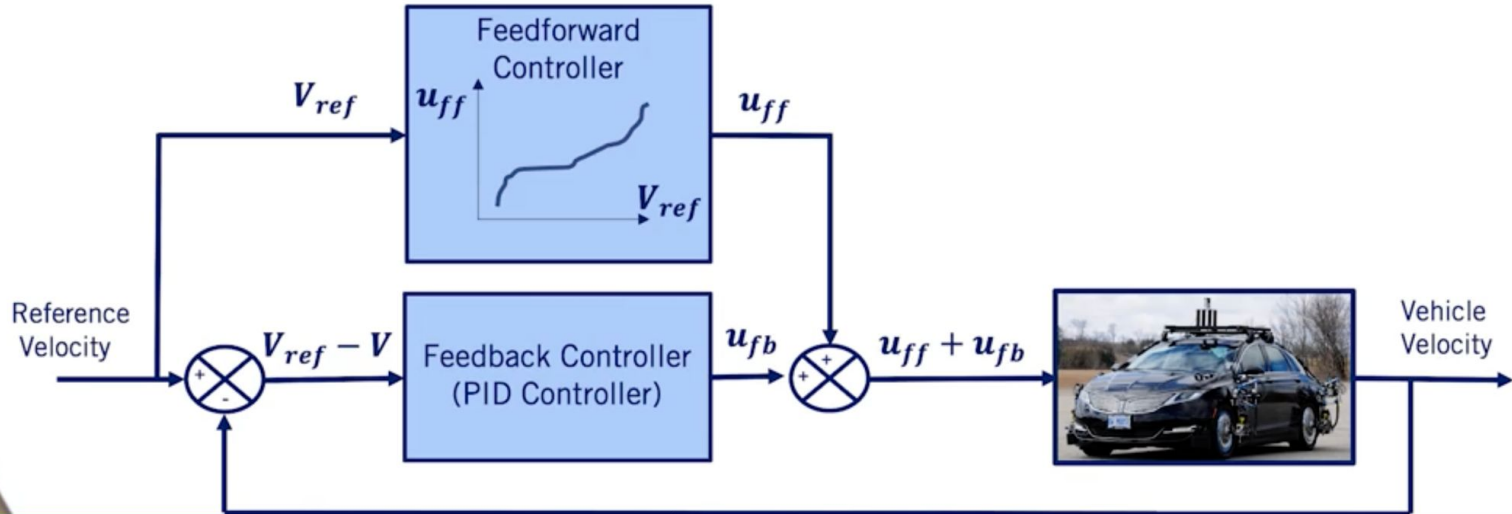 Feedforward
Controller
V_ref
u_ff
u_ff
V_ref
Reference
Velocity
+
-
V_ref − V
Feedback Controller
(PID Controller)
u_fb
+
+
u_ff + u_fb
Vehicle
Velocity